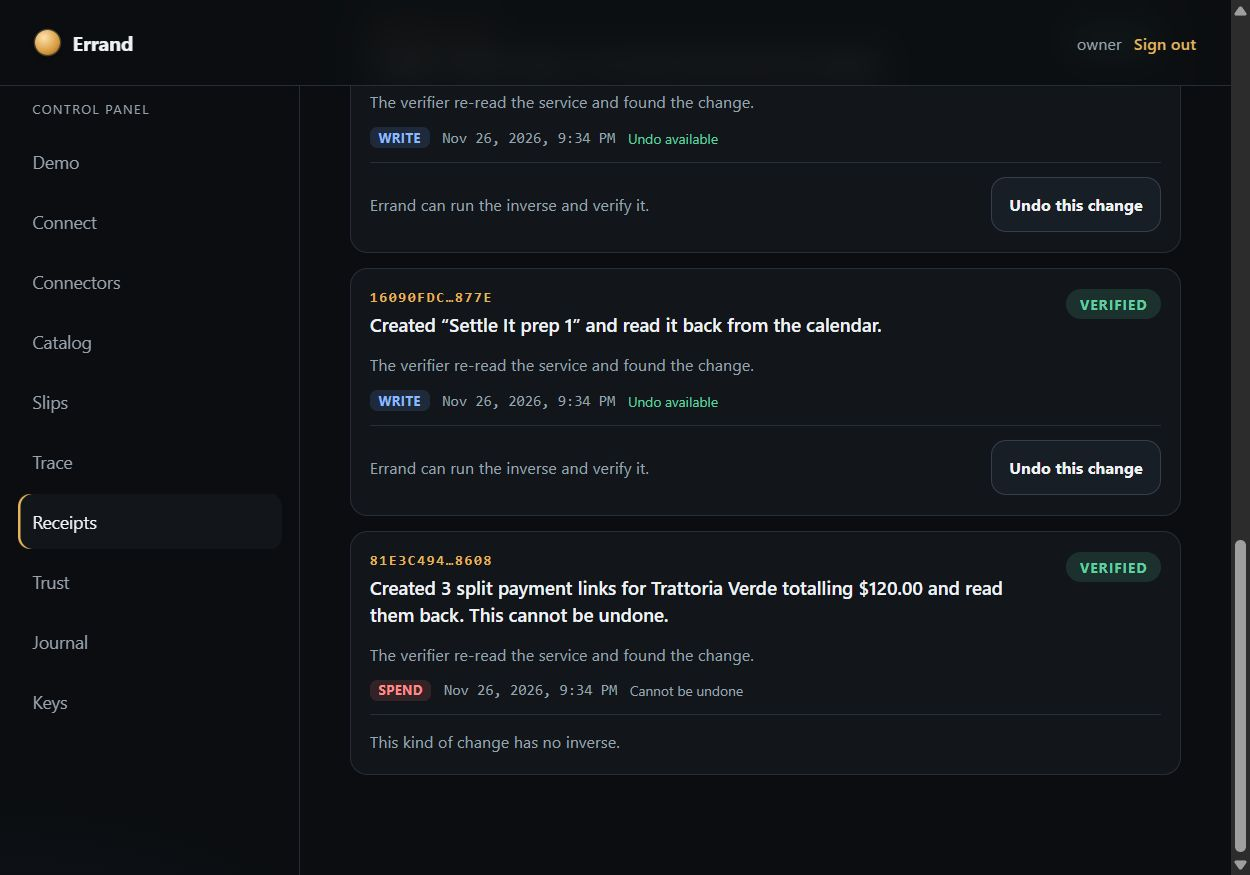 Errand
owner Sign out
CONTROL PANEL
Demo
Connect
Connectors
Catalog
Slips
Trace
Receipts
Trust
Journal
Keys
The verifier re-read the service and found the change.
WRITE Nov 26, 2026, 9:34 PM Undo available
Errand can run the inverse and verify it.
Undo this change
16090FDC…877E
VERIFIED
Created “Settle It prep 1” and read it back from the calendar.
The verifier re-read the service and found the change.
WRITE Nov 26, 2026, 9:34 PM Undo available
Errand can run the inverse and verify it.
Undo this change
81E3C494…8608
VERIFIED
Created 3 split payment links for Trattoria Verde totalling $120.00 and read
them back. This cannot be undone.
The verifier re-read the service and found the change.
SPEND Nov 26, 2026, 9:34 PM Cannot be undone
This kind of change has no inverse.